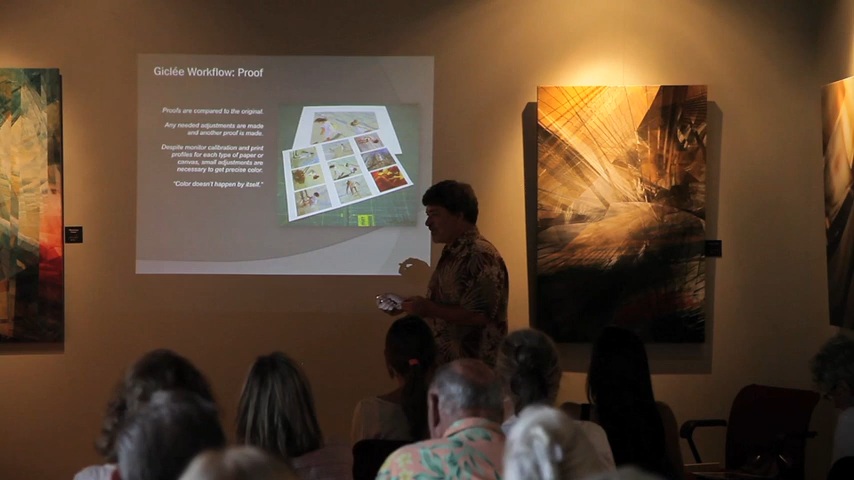 Giclée Workflow: Proof
Proofs are compared to the original.
Any needed adjustments are made
and another proof is made.
Despite monitor calibration and print
profiles for each type of paper or
canvas, small adjustments are
necessary to get precise color.
"Color doesn't happen by itself."